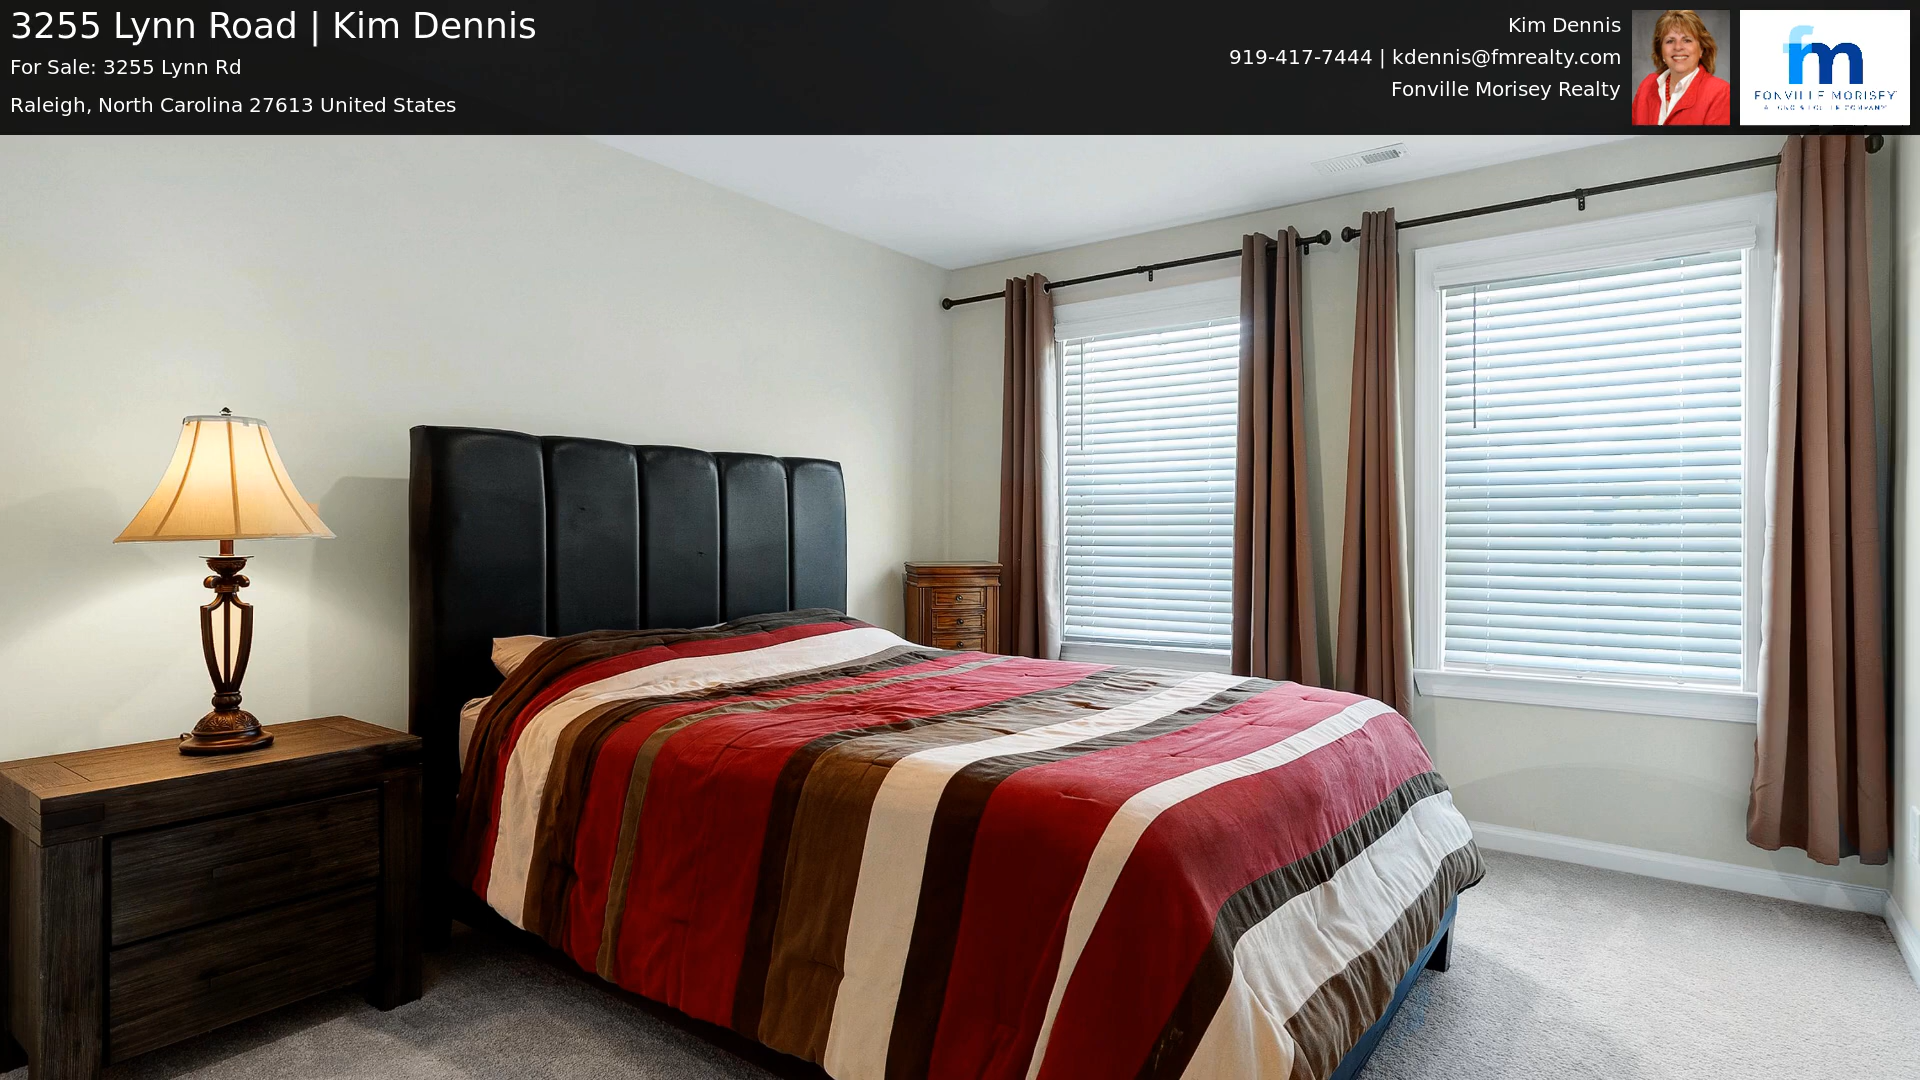 3255 Lynn Road | Kim Dennis
For Sale: 3255 Lynn Rd
Raleigh, North Carolina 27613 United States
Kim Dennis
919-417-7444 | kdennis@fmrealty.com
Fonville Morisey Realty
fm
FONVILLE MORISEY